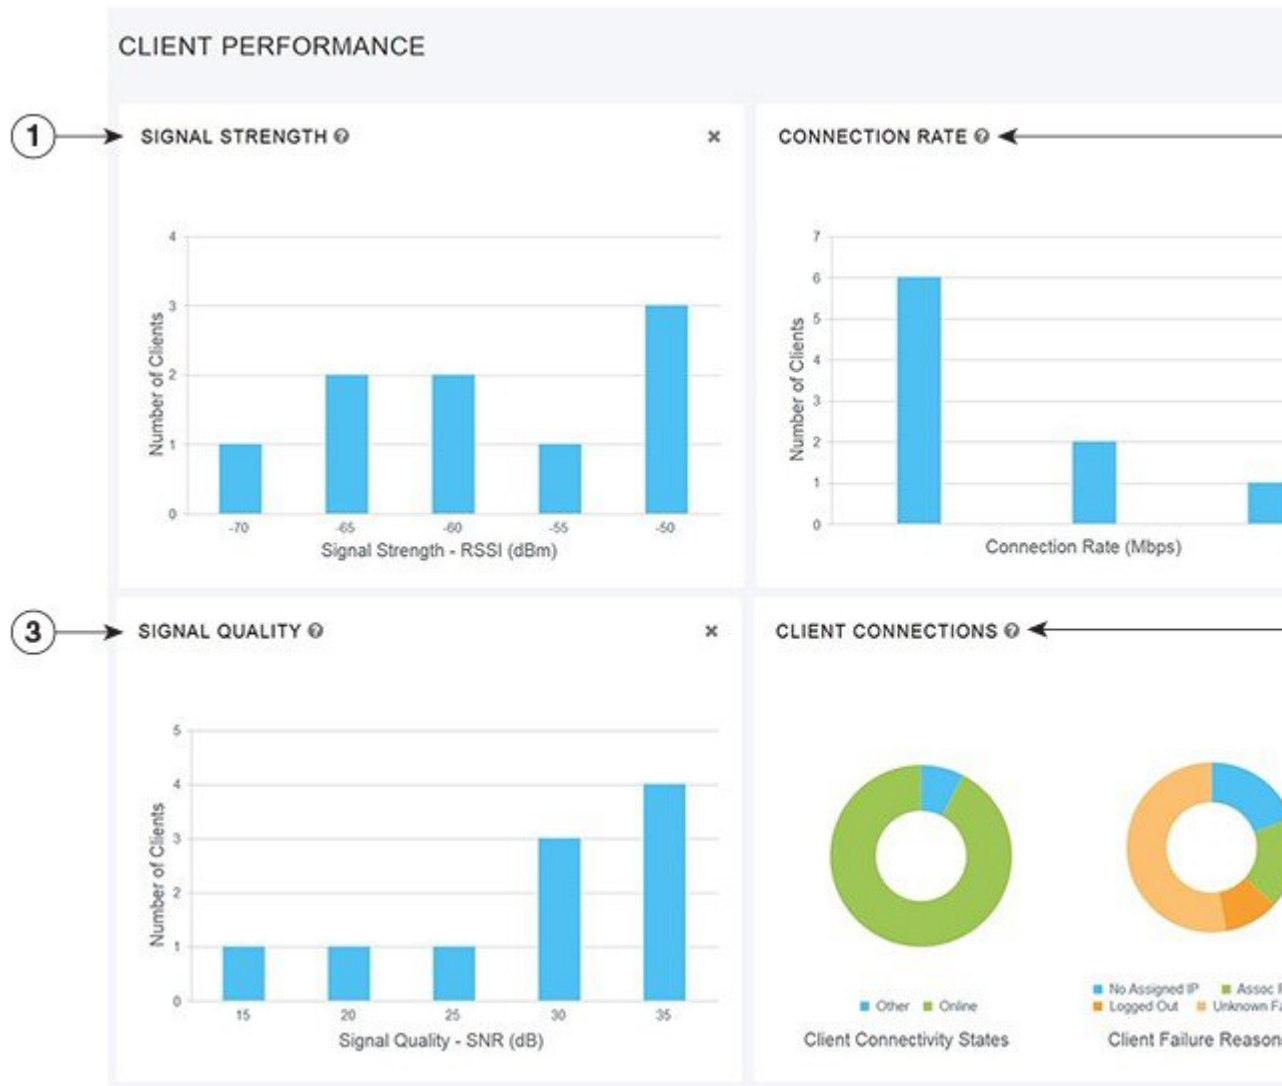 CLIENT PERFORMANCE
1
SIGNAL STRENGTH
CONNECTION RATE
4
3
2
1
0
Number of Clients
-70 -65 -60 -55 -50
Signal Strength - RSSI (dBm)
7
6
5
4
3
2
1
0
Number of Clients
Connection Rate (Mbps)
3
SIGNAL QUALITY
CLIENT CONNECTIONS
5
4
3
2
1
0
Number of Clients
15 20 25 30 35
Signal Quality - SNR (dB)
Other Online
Client Connectivity States
No Assigned IP Assoc
Logged Out Unknown
Client Failure Reasons